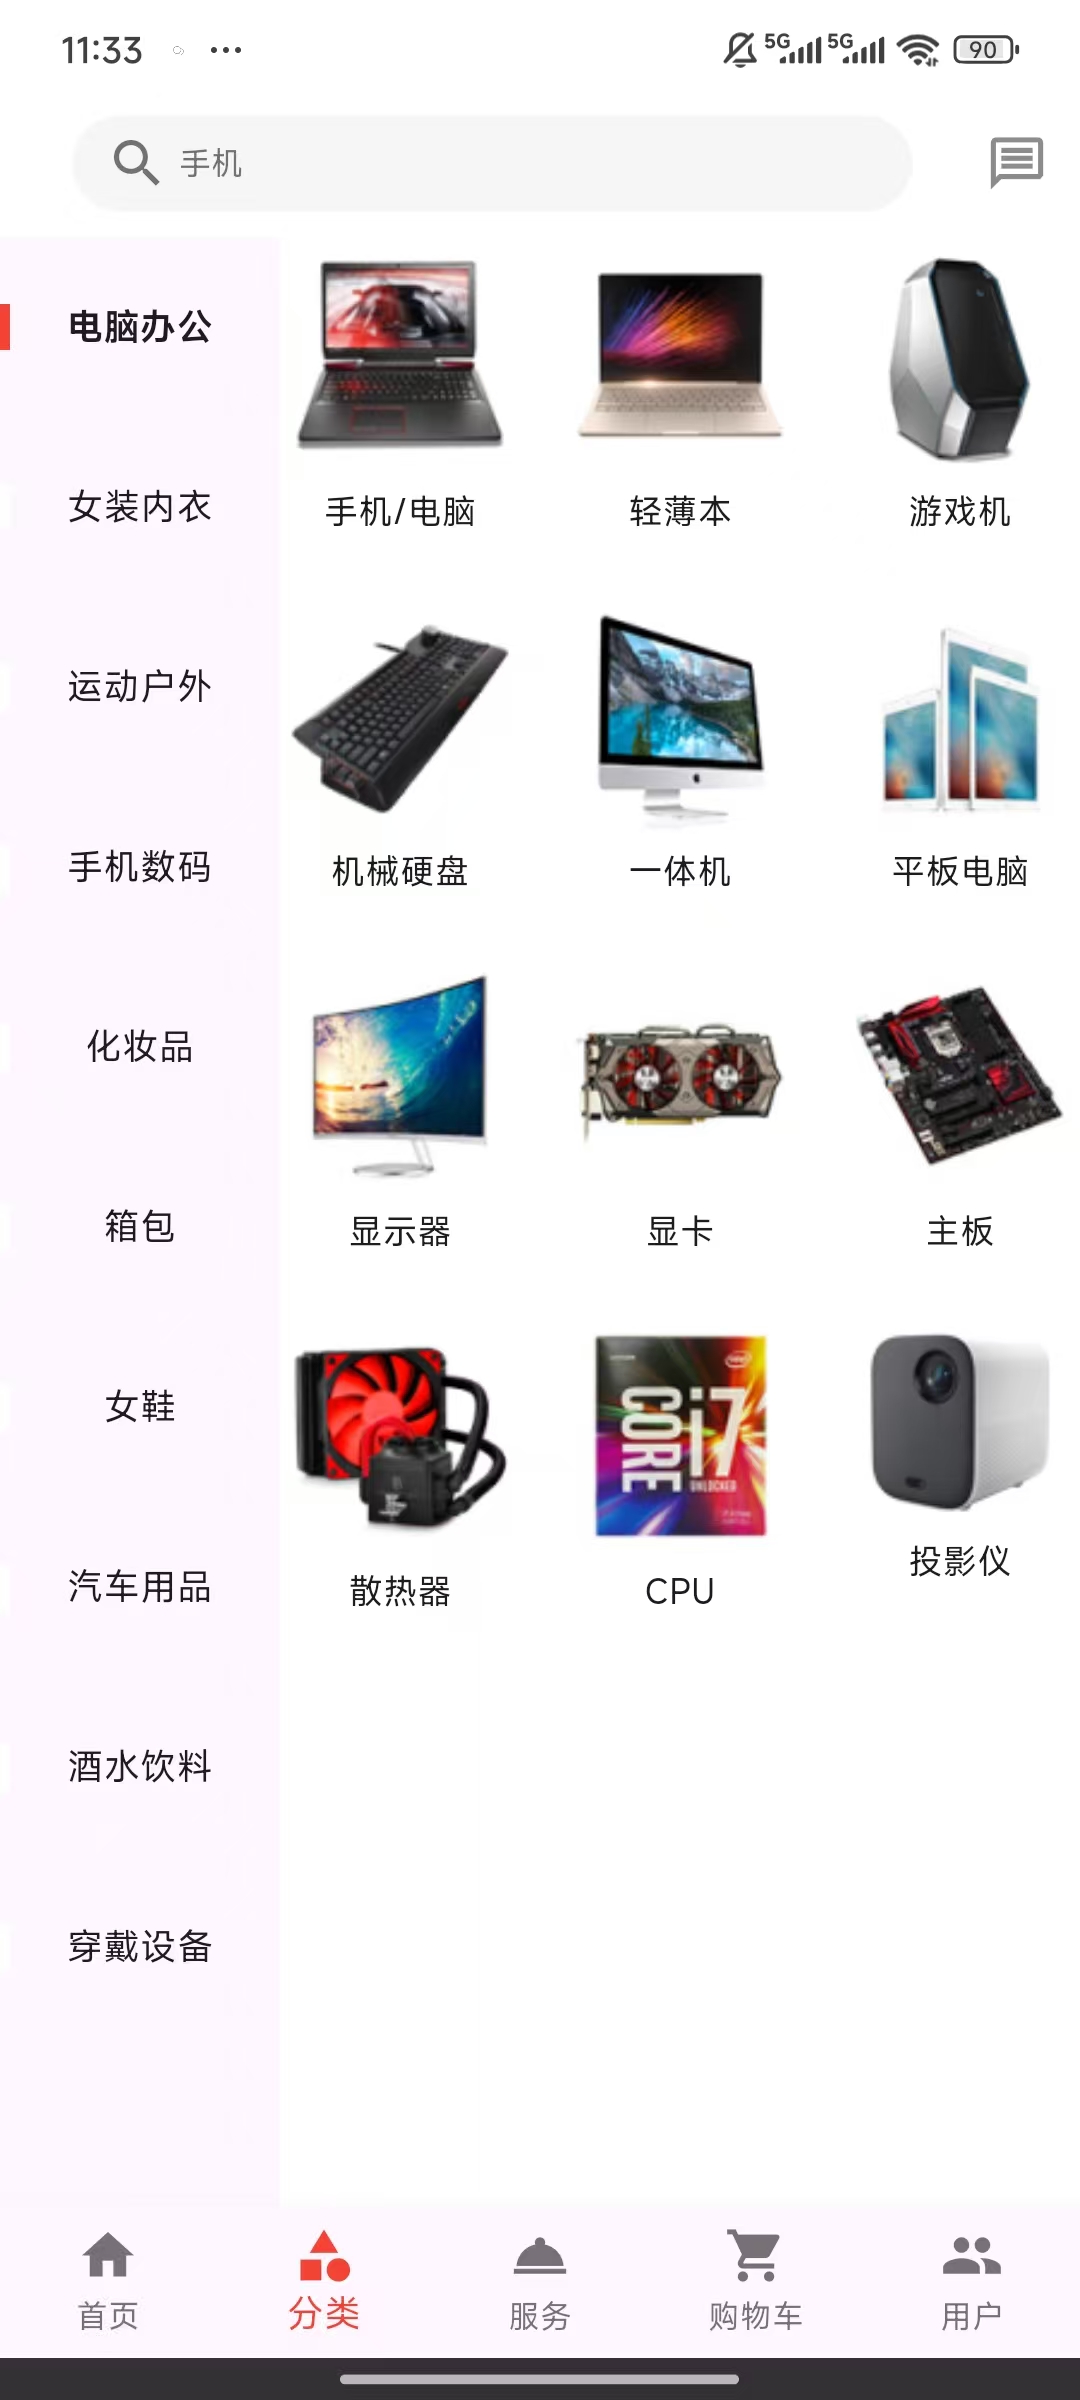 11:33 ...
5G 5G 90
手机
电脑办公
女装内衣
运动户外
手机数码
化妆品
箱包
女鞋
汽车用品
酒水饮料
穿戴设备
手机/电脑
轻薄本
游戏机
机械硬盘
一体机
平板电脑
显示器
显卡
主板
intel
CORE i7
UNLOCKED
散热器
CPU
投影仪
首页
分类
服务
购物车
用户